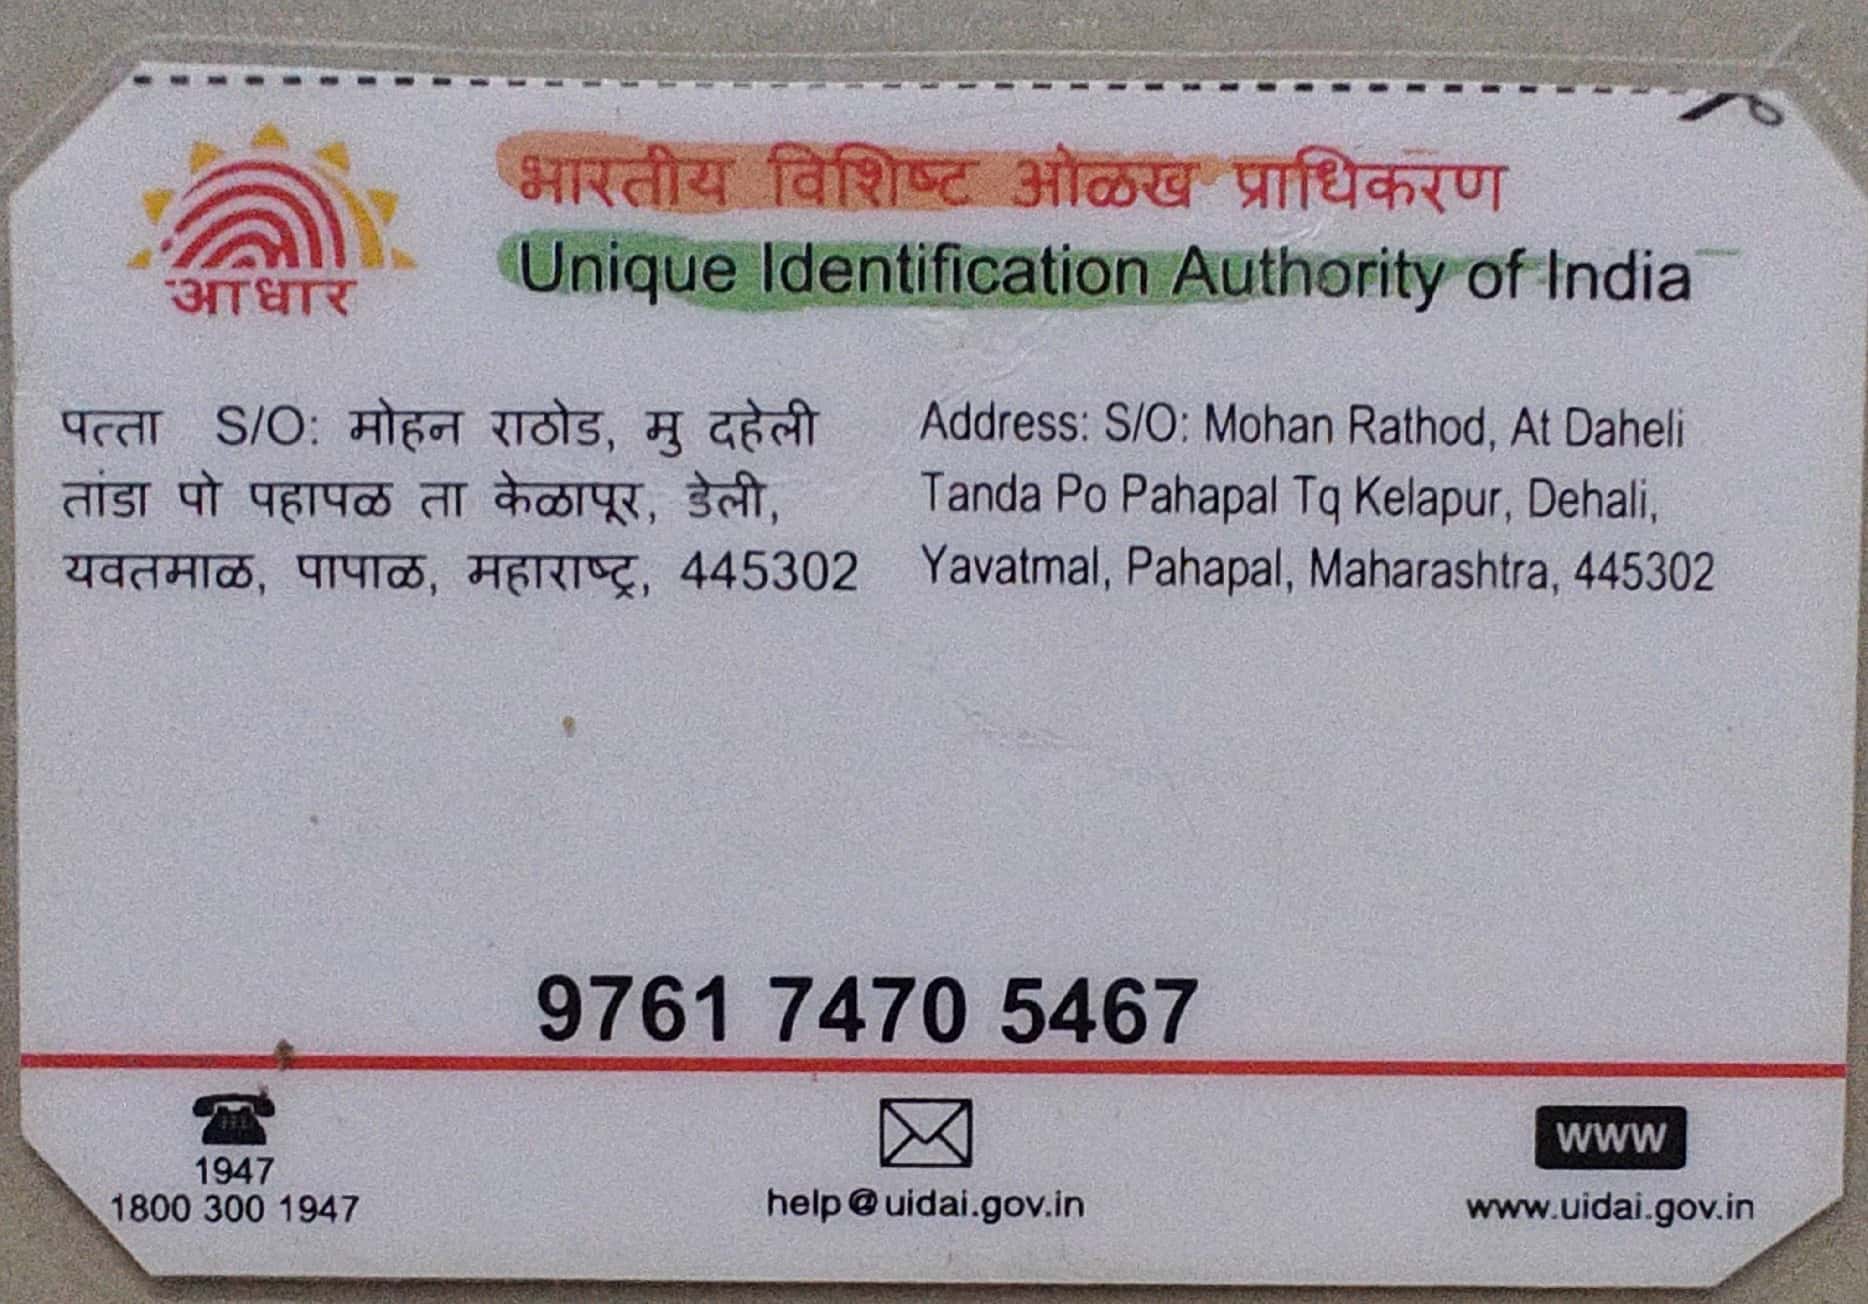 आधार
भारतीय विशिष्ट ओळख प्राधिकरण
Unique Identification Authority of India
पत्ता S/O: मोहन राठोड, मु दहेली
तांडा पो पहापळ ता केळापूर, डेली,
यवतमाळ, पापाळ, महाराष्ट्र, 445302
Address: S/O: Mohan Rathod, At Daheli
Tanda Po Pahapal Tq Kelapur, Dehali,
Yavatmal, Pahapal, Maharashtra, 445302
9761 7470 5467
1947
1800 300 1947
help@uidai.gov.in
www
www.uidai.gov.in